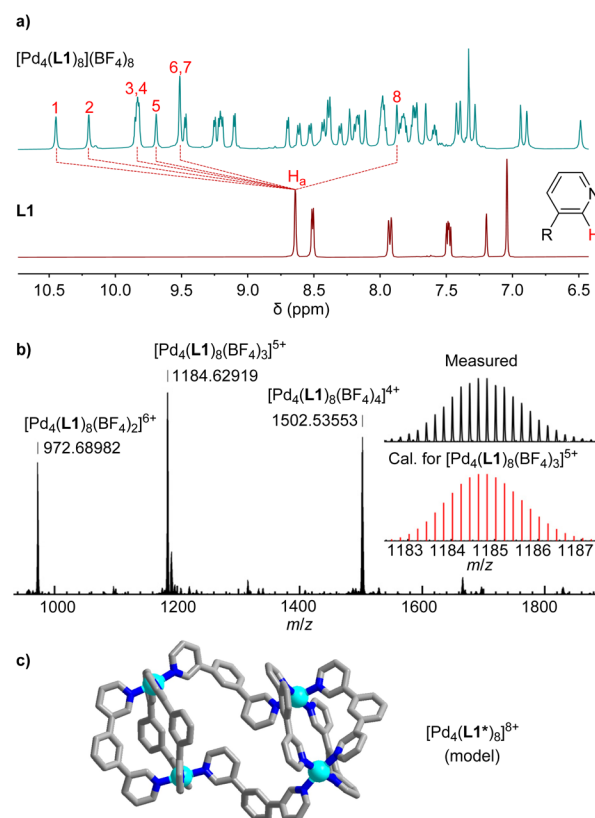 a)
[Pd₄(L1)₈](BF₄)₈
1
2
3,4
5
6,7
8
Hₐ
L1
N
R
H
10.5 10.0 9.5 9.0 8.5 8.0 7.5 7.0 6.5
δ (ppm)
b)
[Pd₄(L1)₈(BF₄)₃]⁵⁺
1184.62919
[Pd₄(L1)₈(BF₄)₄]⁴⁺
1502.53553
[Pd₄(L1)₈(BF₄)₂]⁶⁺
972.68982
Measured
Cal. for [Pd₄(L1)₈(BF₄)₃]⁵⁺
1183 1184 1185 1186 1187
m/z
1000 1200 1400 1600 1800
m/z
c)
[Pd₄(L1*)₈]⁸⁺
(model)